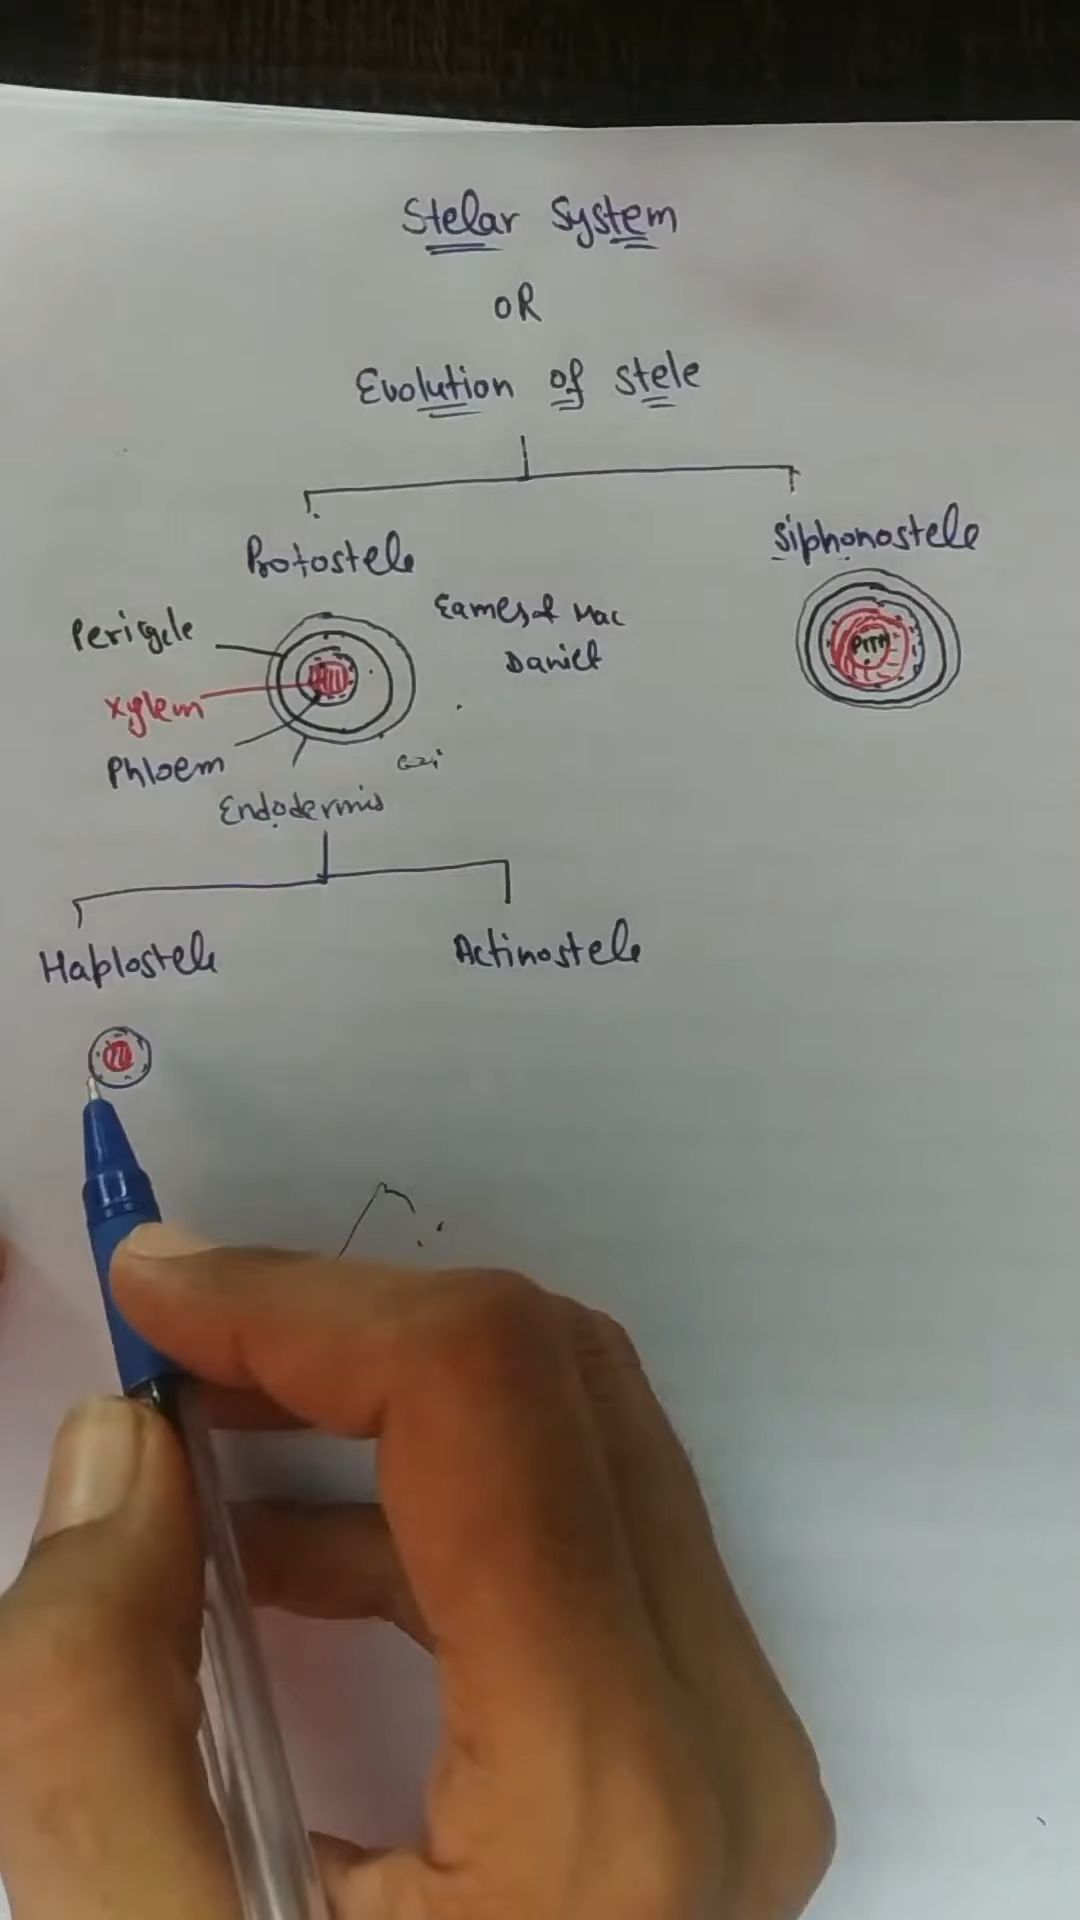 Stelar System
OR
Evolution of stele
Protostele
Siphonostele
Pericycle
Eames & Mac
Daniel
PITH
Xylem
Phloem
Endodermis
Haplostele
Actinostele